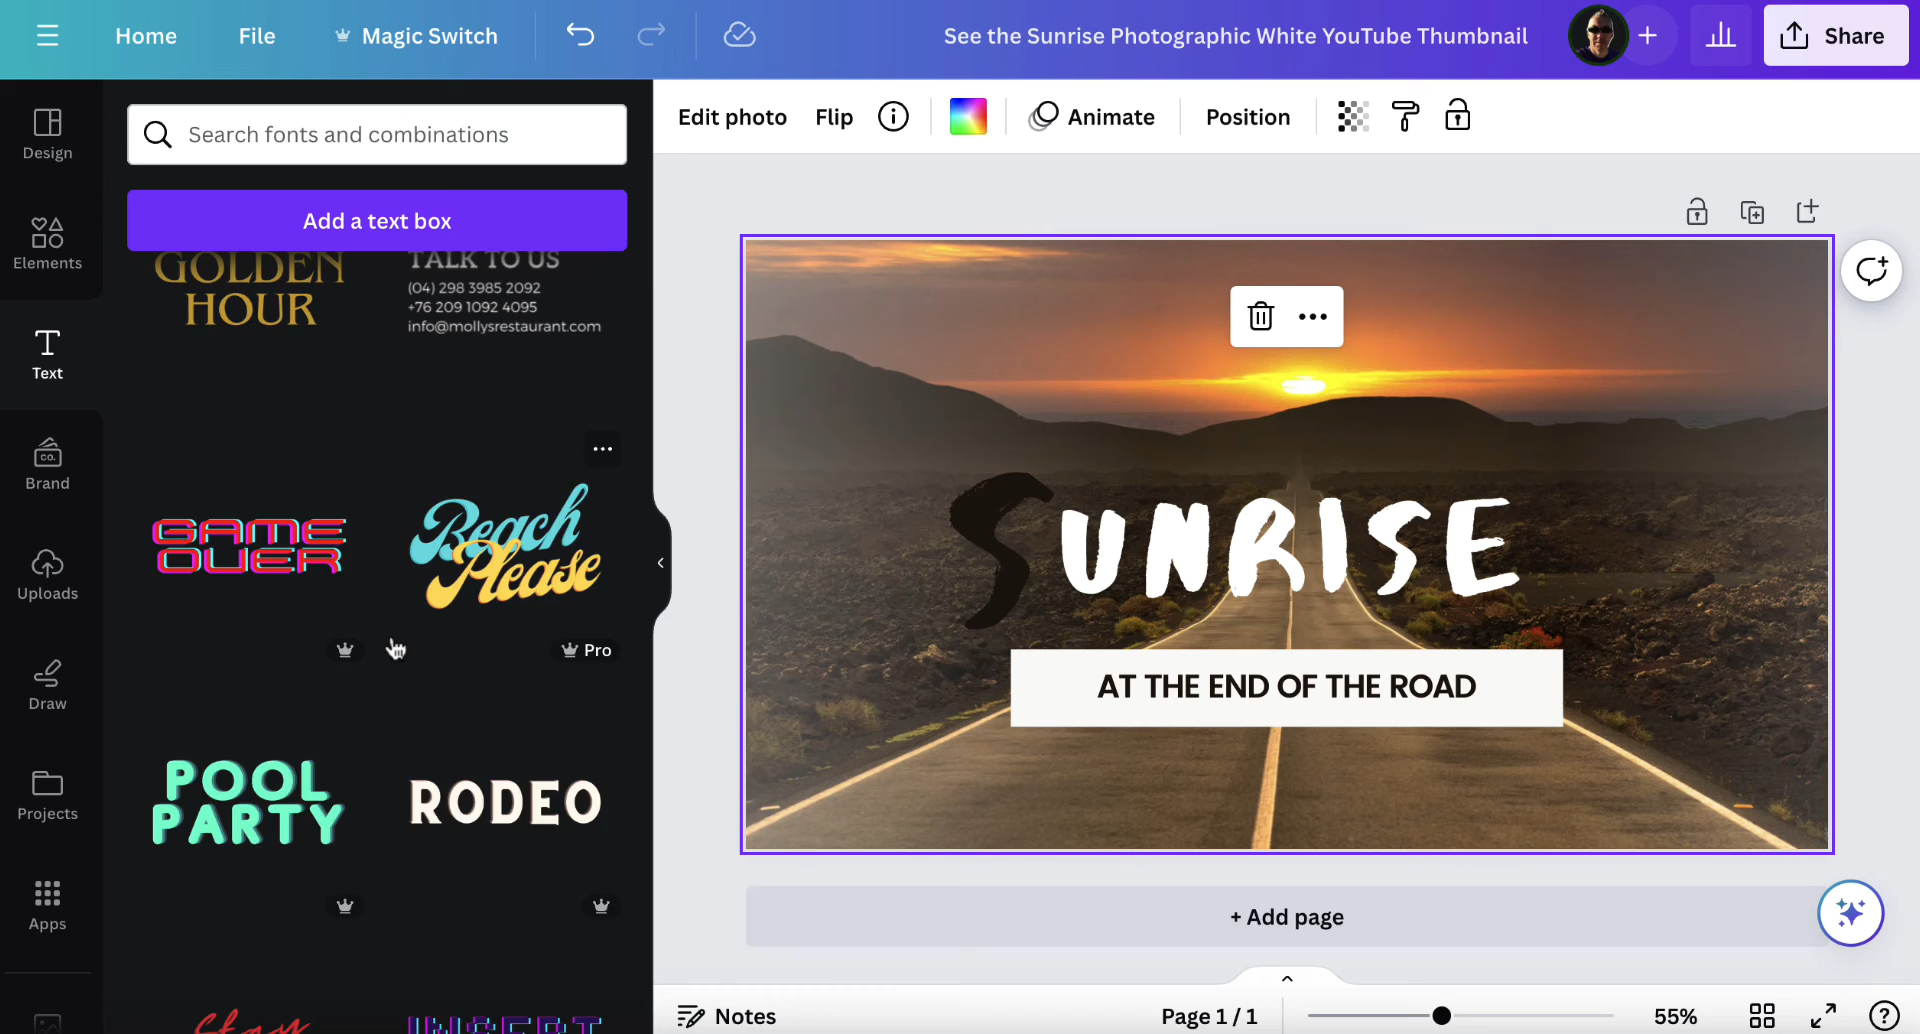 Home
File
Magic Switch
See the Sunrise Photographic White YouTube Thumbnail
Share
Design
Elements
Text
Brand
CO.
Uploads
Draw
Projects
Apps
Search fonts and combinations
Add a text box
GOLDEN
HOUR
TALK TO US
(04) 298 3985 2092
+76 209 1092 4095
info@mollysrestaurant.com
GAME
OVER
Beach
Please
Pro
POOL
PARTY
RODEO
Stay
INSERT
Edit photo
Flip
Animate
Position
SUNRISE
AT THE END OF THE ROAD
+ Add page
Notes
Page 1 / 1
55%